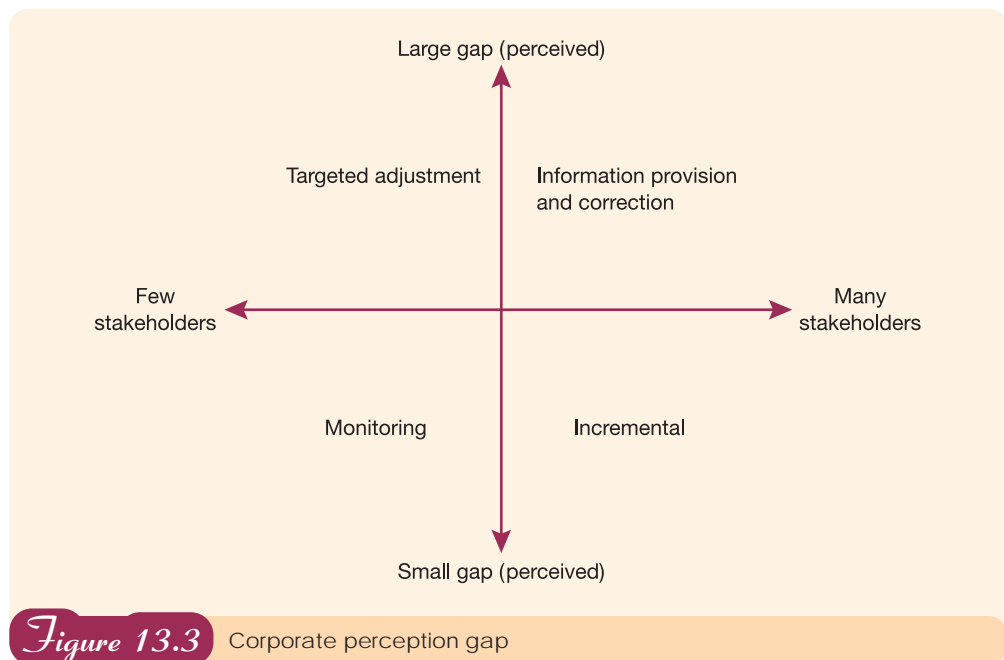 Large gap (perceived)
Targeted adjustment
Information provision
and correction
Few
stakeholders
Many
stakeholders
Monitoring
Incremental
Small gap (perceived)
Figure 13.3 Corporate perception gap